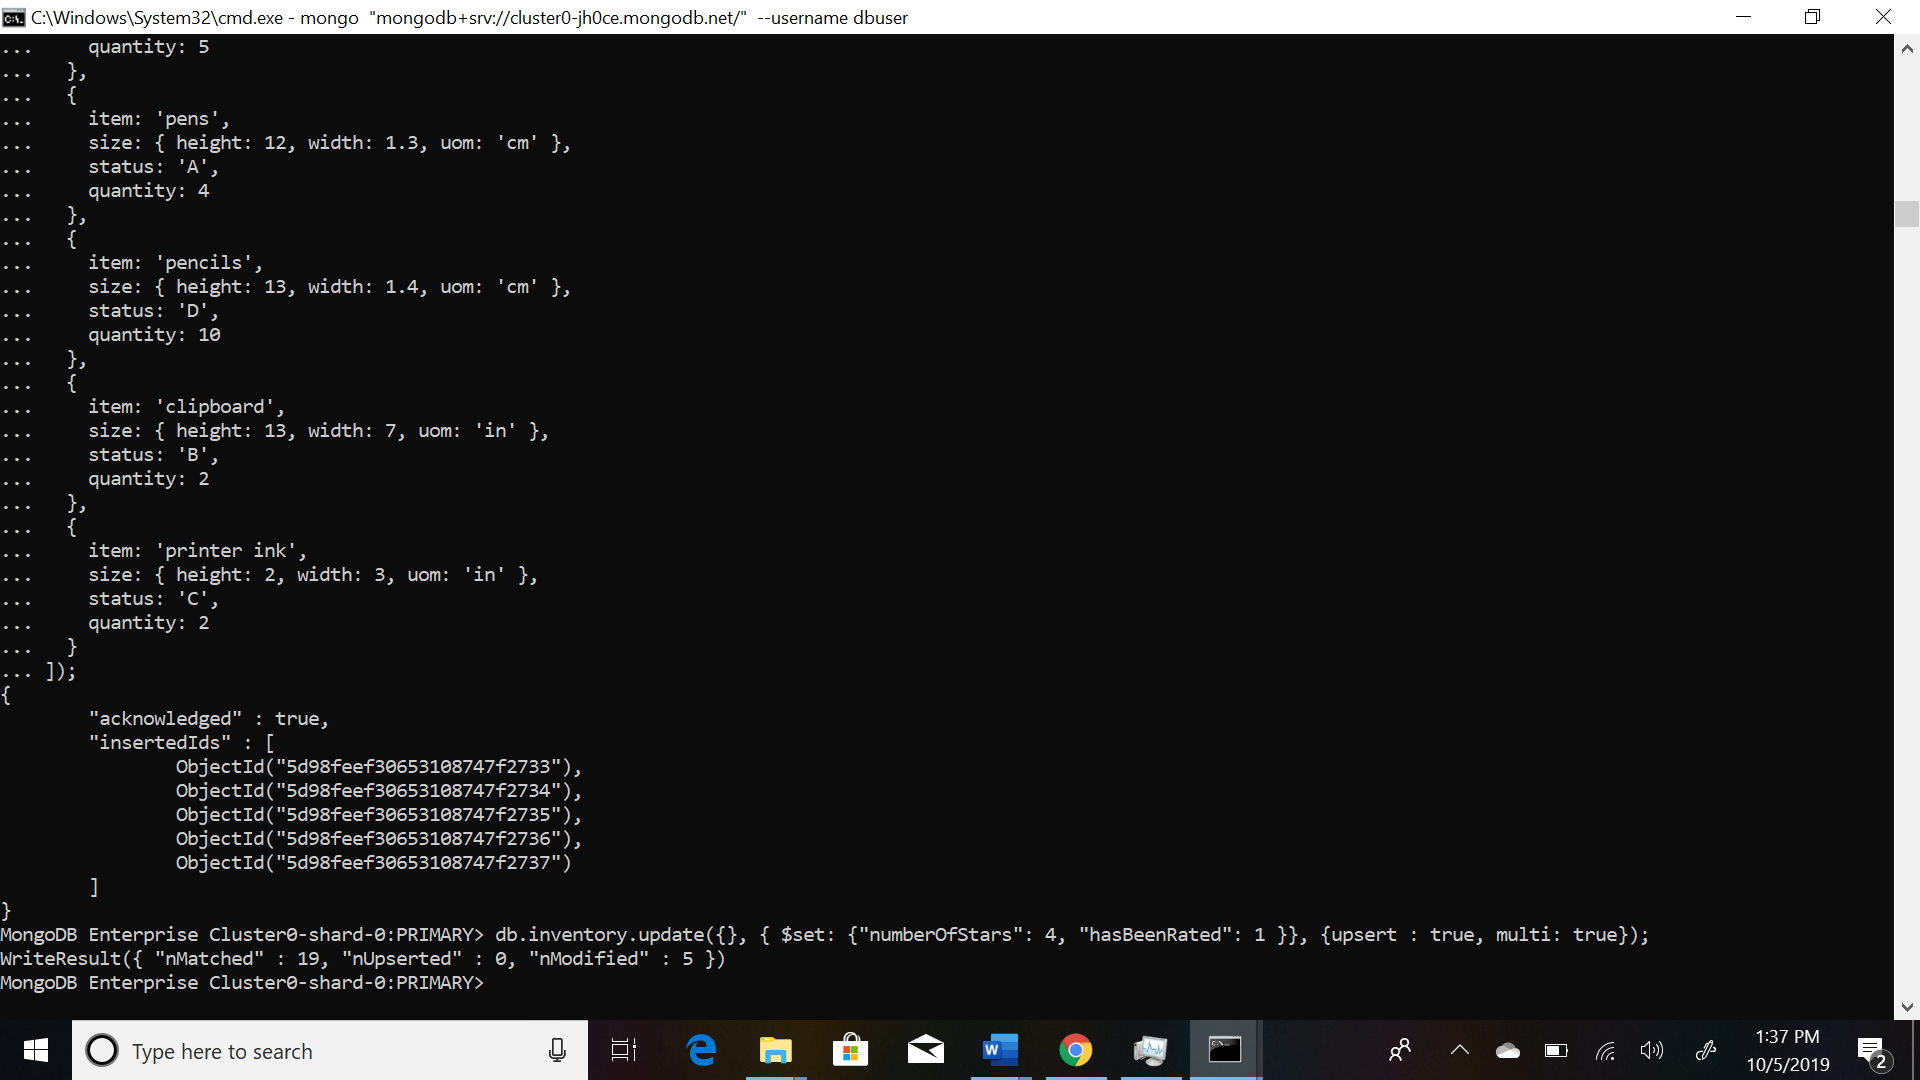 C:\Windows\System32\cmd.exe - mongo  "mongodb+srv://cluster0-jh0ce.mongodb.net/"  --username dbuser
...     quantity: 5
...   },
...   {
...     item: 'pens',
...     size: { height: 12, width: 1.3, uom: 'cm' },
...     status: 'A',
...     quantity: 4
...   },
...   {
...     item: 'pencils',
...     size: { height: 13, width: 1.4, uom: 'cm' },
...     status: 'D',
...     quantity: 10
...   },
...   {
...     item: 'clipboard',
...     size: { height: 13, width: 7, uom: 'in' },
...     status: 'B',
...     quantity: 2
...   },
...   {
...     item: 'printer ink',
...     size: { height: 2, width: 3, uom: 'in' },
...     status: 'C',
...     quantity: 2
...   }
... ]);
{
        "acknowledged" : true,
        "insertedIds" : [
                ObjectId("5d98feef30653108747f2733"),
                ObjectId("5d98feef30653108747f2734"),
                ObjectId("5d98feef30653108747f2735"),
                ObjectId("5d98feef30653108747f2736"),
                ObjectId("5d98feef30653108747f2737")
        ]
}
MongoDB Enterprise Cluster0-shard-0:PRIMARY> db.inventory.update({}, { $set: {"numberOfStars": 4, "hasBeenRated": 1 }}, {upsert : true, multi: true});
WriteResult({ "nMatched" : 19, "nUpserted" : 0, "nModified" : 5 })
MongoDB Enterprise Cluster0-shard-0:PRIMARY>
Type here to search
1:37 PM
10/5/2019
2